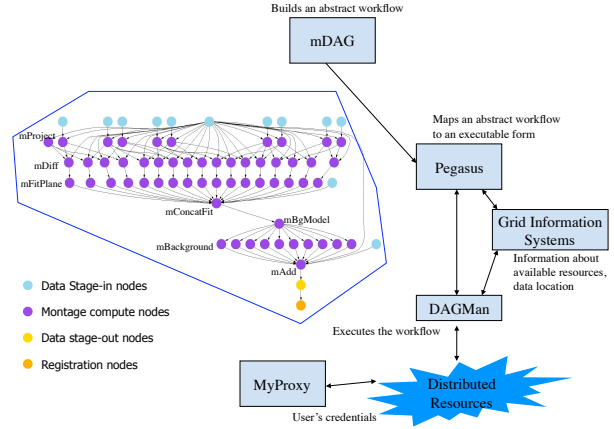 Builds an abstract workflow
mDAG
Maps an abstract workflow
to an executable form
Pegasus
mProject
mDiff
mFitPlane
mConcatFit
mBgModel
mBackground
mAdd
Grid Information
Systems
Information about
available resources,
data location
Data Stage-in nodes
Montage compute nodes
Data stage-out nodes
Registration nodes
DAGMan
Executes the workflow
MyProxy
User's credentials
Distributed
Resources